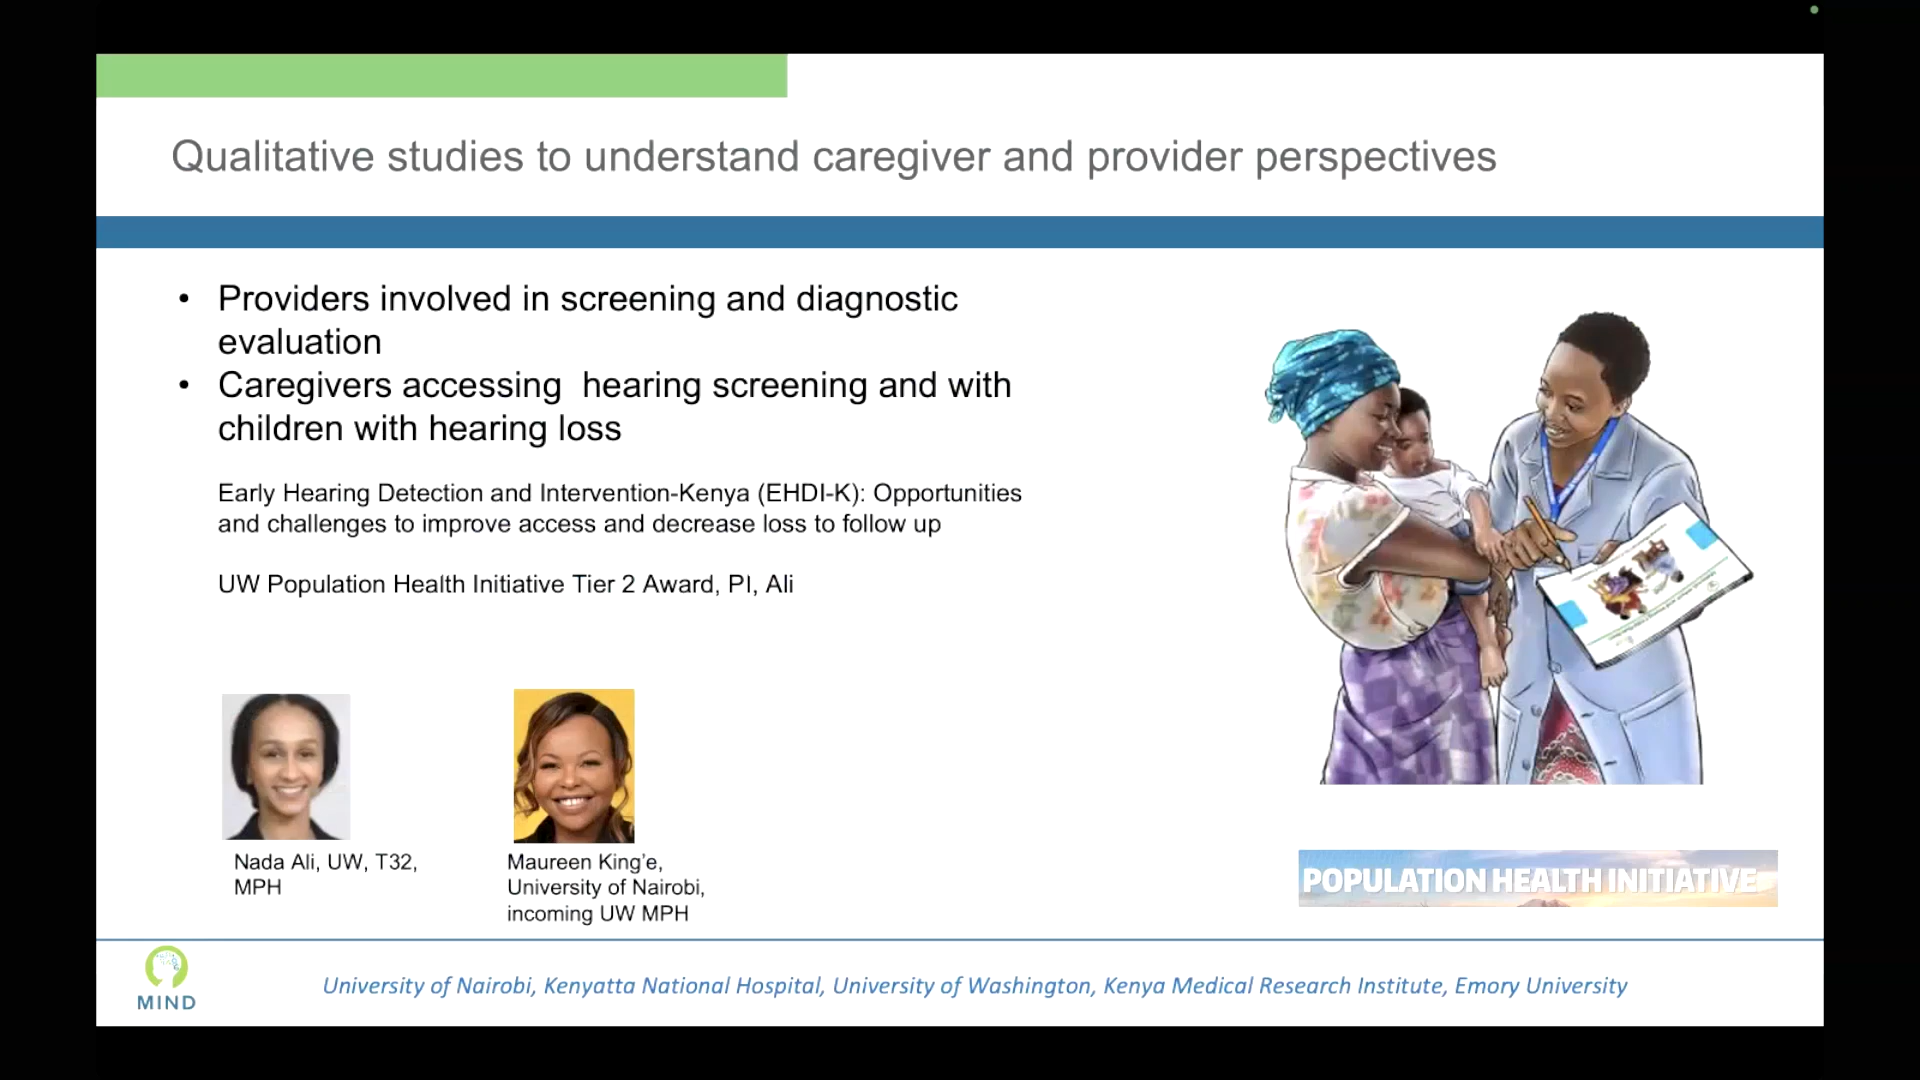 Qualitative studies to understand caregiver and provider perspectives
• Providers involved in screening and diagnostic
evaluation
• Caregivers accessing  hearing screening and with
children with hearing loss
Early Hearing Detection and Intervention-Kenya (EHDI-K): Opportunities
and challenges to improve access and decrease loss to follow up
UW Population Health Initiative Tier 2 Award, PI, Ali
Nada Ali, UW, T32,
MPH
Maureen King’e,
University of Nairobi,
incoming UW MPH
POPULATION HEALTH INITIATIVE
MIND
University of Nairobi, Kenyatta National Hospital, University of Washington, Kenya Medical Research Institute, Emory University